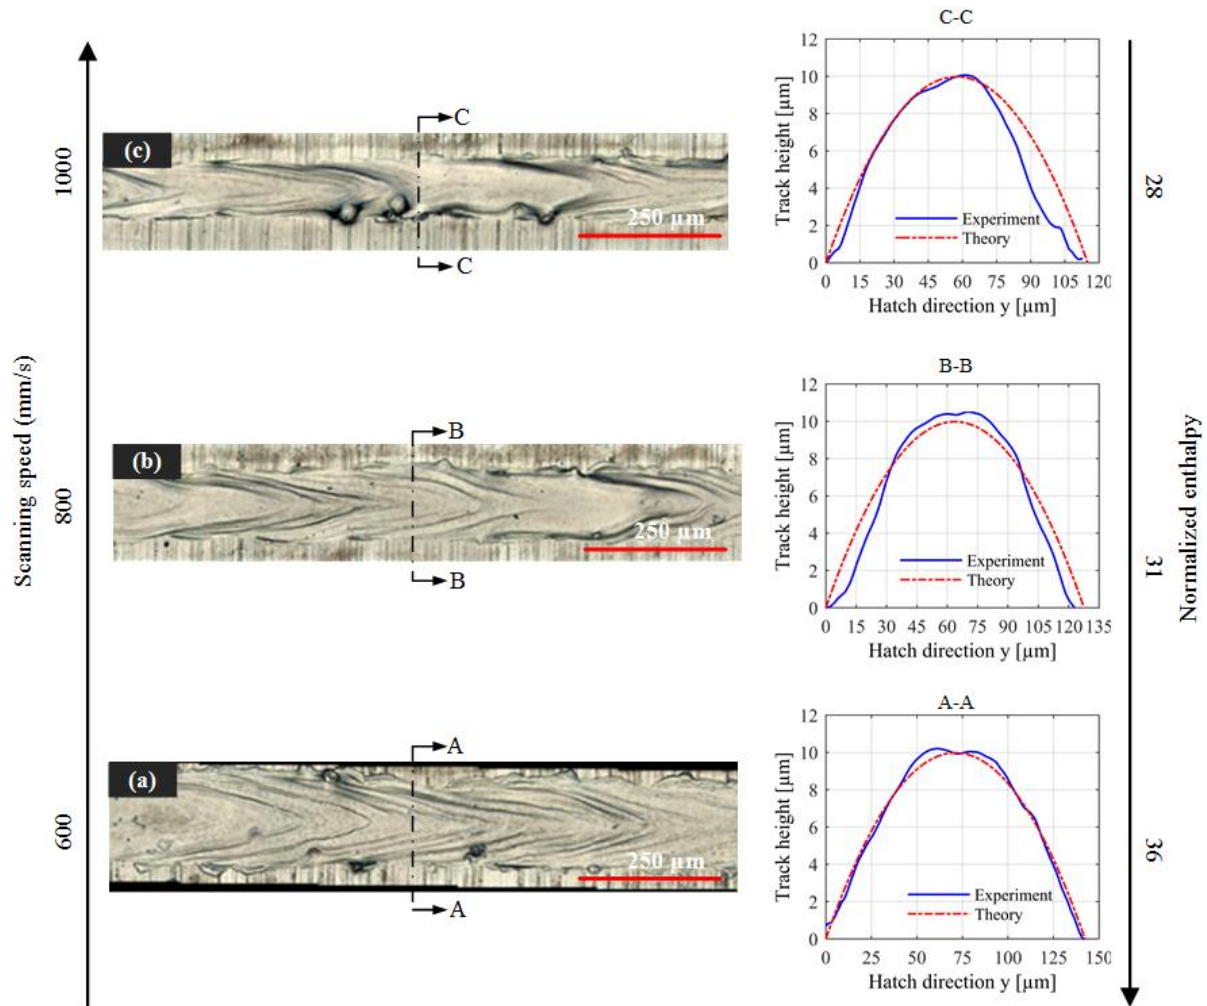 Scanning speed (mm/s)
1000
800
600
(c)
C
C
250 µm
(b)
B
B
250 µm
(a)
A
A
250 µm
C-C
Track height [µm]
12
10
8
6
4
2
0
Experiment
Theory
0 15 30 45 60 75 90 105 120
Hatch direction y [µm]
B-B
Track height [µm]
12
10
8
6
4
2
0
Experiment
Theory
0 15 30 45 60 75 90 105 120 135
Hatch direction y [µm]
A-A
Track height [µm]
12
10
8
6
4
2
0
Experiment
Theory
0 25 50 75 100 125 150
Hatch direction y [µm]
28
31
36
Normalized enthalpy